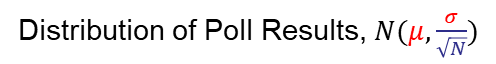 Distribution of Poll Results, N(μ, σ/√N)